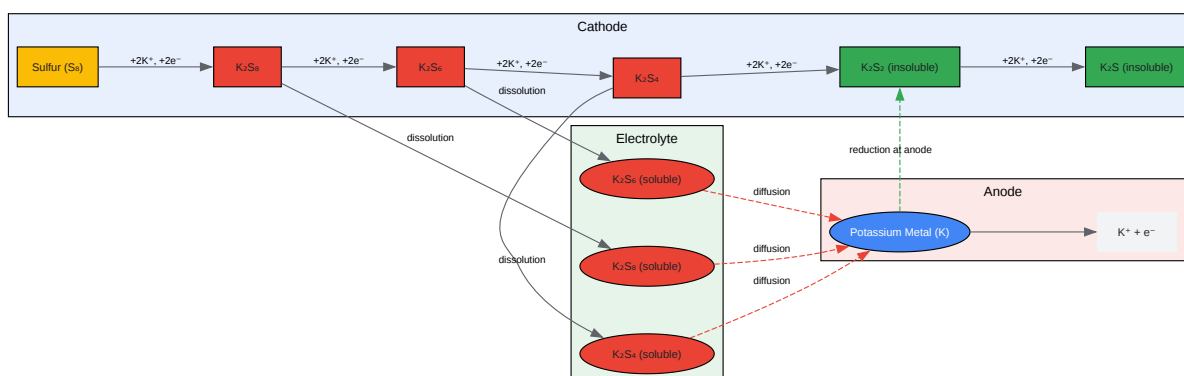 Cathode
Sulfur (S₈)
+2K⁺, +2e⁻
K₂S₈
+2K⁺, +2e⁻
K₂S₆
+2K⁺, +2e⁻
K₂S₄
+2K⁺, +2e⁻
K₂S₂ (insoluble)
+2K⁺, +2e⁻
K₂S (insoluble)
dissolution
dissolution
dissolution
Electrolyte
K₂S₆ (soluble)
K₂S₈ (soluble)
K₂S₄ (soluble)
diffusion
diffusion
diffusion
reduction at anode
Anode
Potassium Metal (K)
K⁺ + e⁻